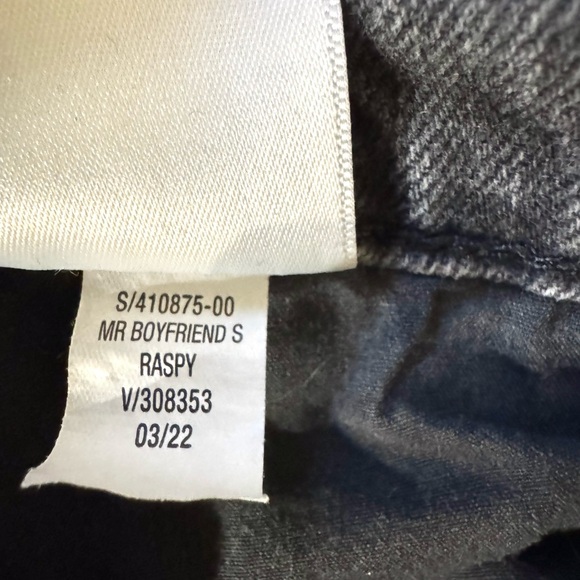 S/410875-00
MR BOYFRIEND S
RASPY
V/308353
03/22